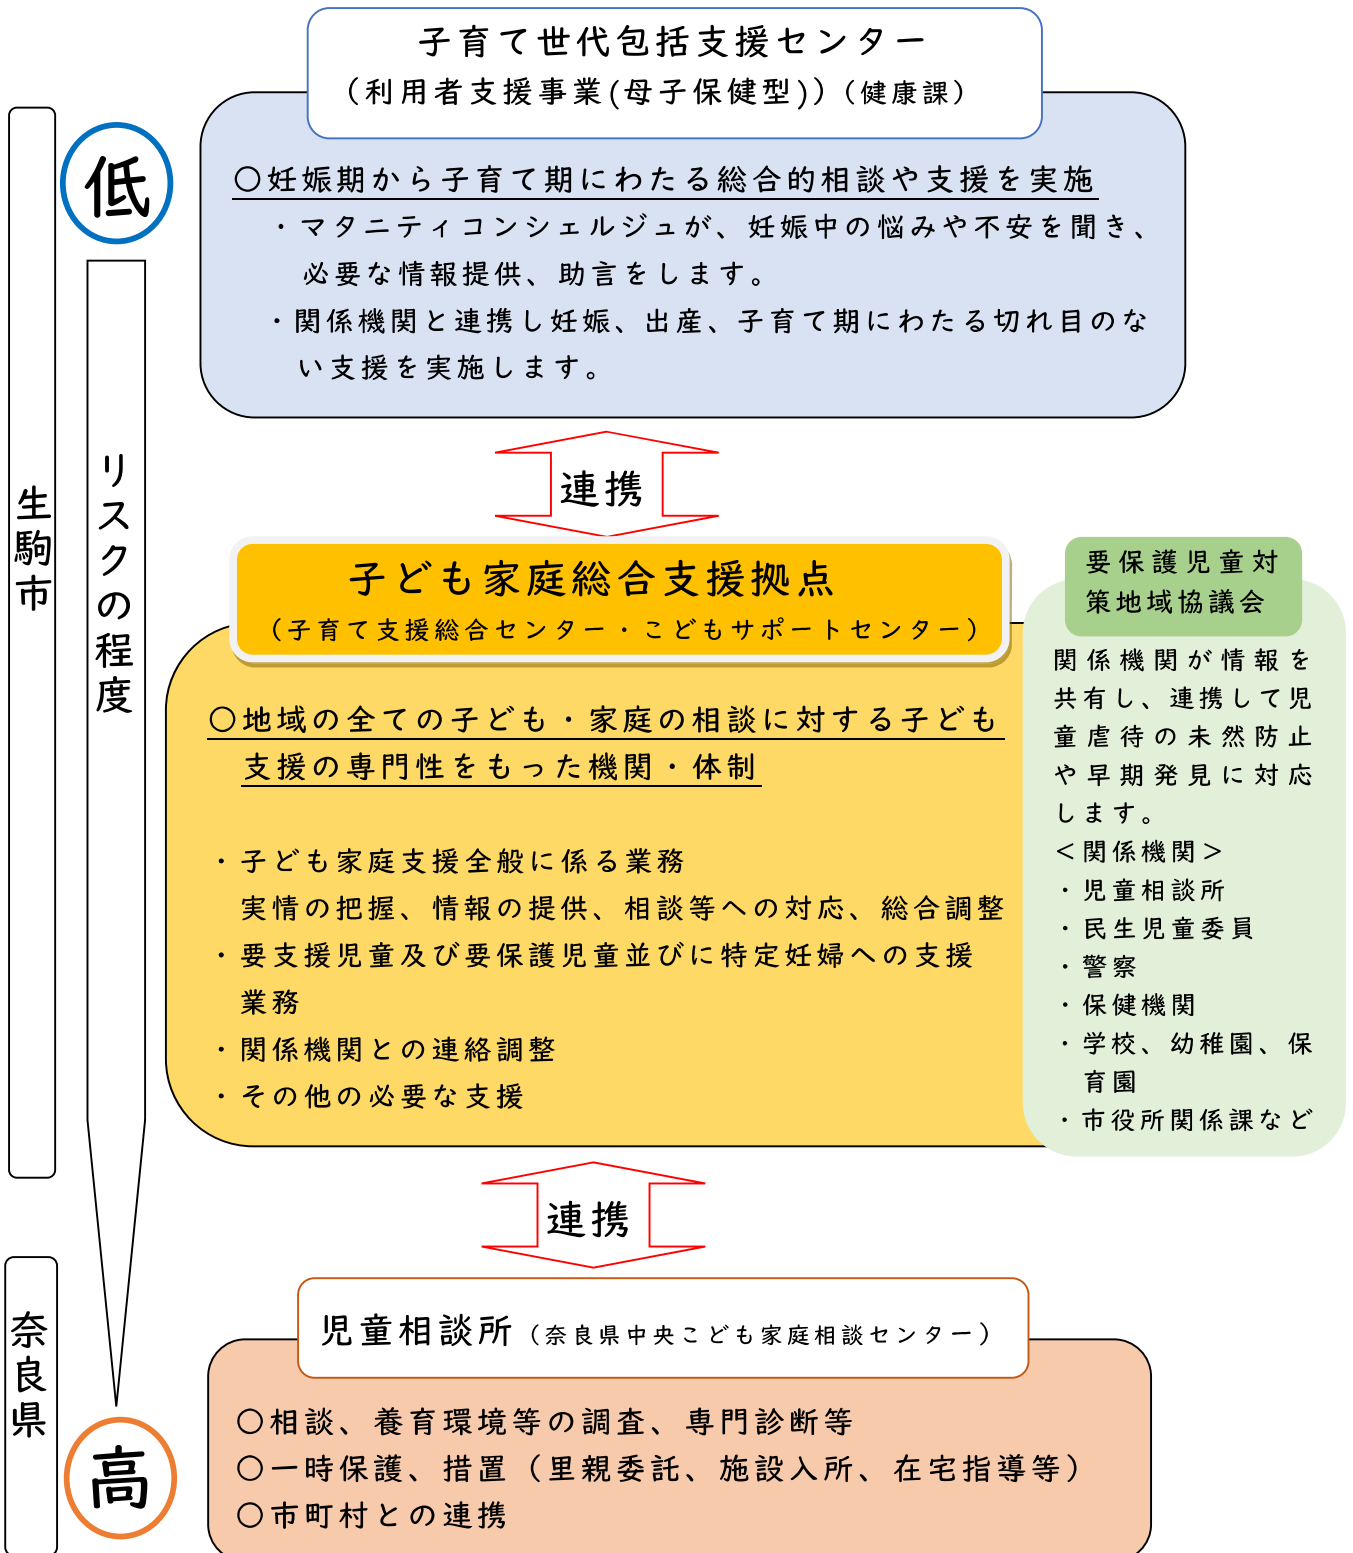 子育て世代包括支援センター
（利用者支援事業(母子保健型)）（健康課）
低
〇妊娠期から子育て期にわたる総合的相談や支援を実施
・マタニティコンシェルジュが、妊娠中の悩みや不安を聞き、
必要な情報提供、助言をします。
・関係機関と連携し妊娠、出産、子育て期にわたる切れ目のな
い支援を実施します。
生駒市
リスクの程度
連携
子ども家庭総合支援拠点
（子育て支援総合センター・こどもサポートセンター）
〇地域の全ての子ども・家庭の相談に対する子ども
支援の専門性をもった機関・体制
・子ども家庭支援全般に係る業務
実情の把握、情報の提供、相談等への対応、総合調整
・要支援児童及び要保護児童並びに特定妊婦への支援
業務
・関係機関との連絡調整
・その他の必要な支援
要保護児童対
策地域協議会
関係機関が情報を
共有し、連携して児
童虐待の未然防止
や早期発見に対応
します。
＜関係機関＞
・児童相談所
・民生児童委員
・警察
・保健機関
・学校、幼稚園、保
育園
・市役所関係課など
連携
奈良県
高
児童相談所（奈良県中央こども家庭相談センター）
〇相談、養育環境等の調査、専門診断等
〇一時保護、措置（里親委託、施設入所、在宅指導等）
〇市町村との連携